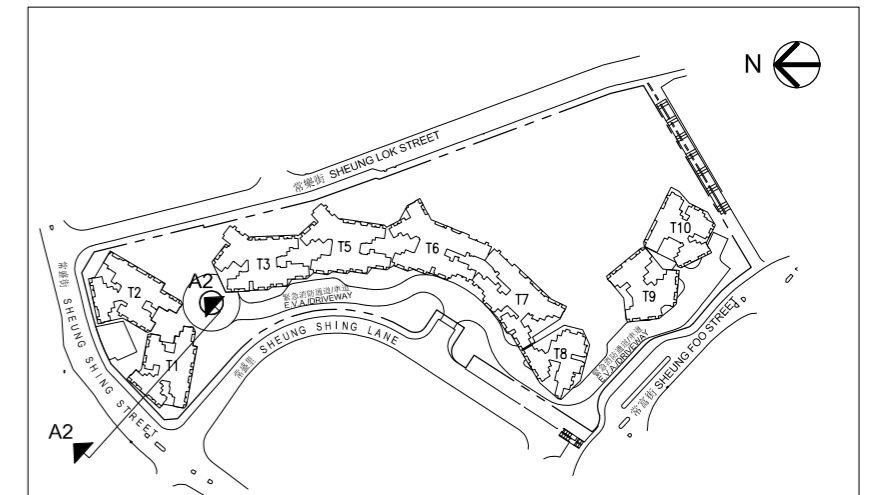 N
常樂街 SHEUNG LOK STREET
T10
T3
T5
T6
A2
T2
常盛街 SHEUNG SHING STREET
緊急消防通道/車道
E.V.A./DRIVEWAY
T7
T9
常盛里 SHEUNG SHING LANE
T1
T8
緊急消防通道/車道
E.V.A./DRIVEWAY
常富街 SHEUNG FOO STREET
A2